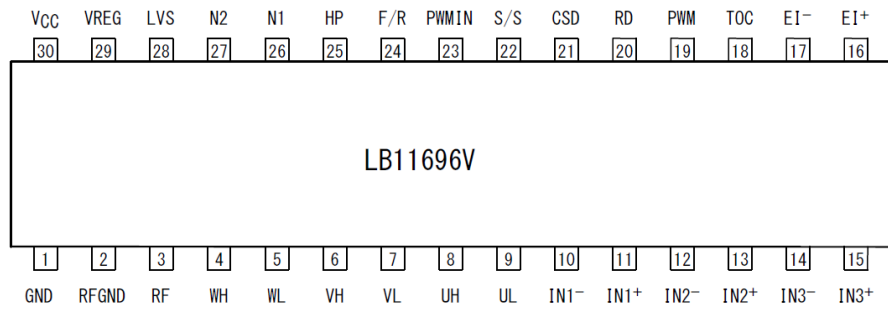 VCC VREG LVS N2 N1 HP F/R PWMIN S/S CSD RD PWM TOC EI− EI+
30 29 28 27 26 25 24 23 22 21 20 19 18 17 16
LB11696V
1 2 3 4 5 6 7 8 9 10 11 12 13 14 15
GND RFGND RF WH WL VH VL UH UL IN1− IN1+ IN2− IN2+ IN3− IN3+